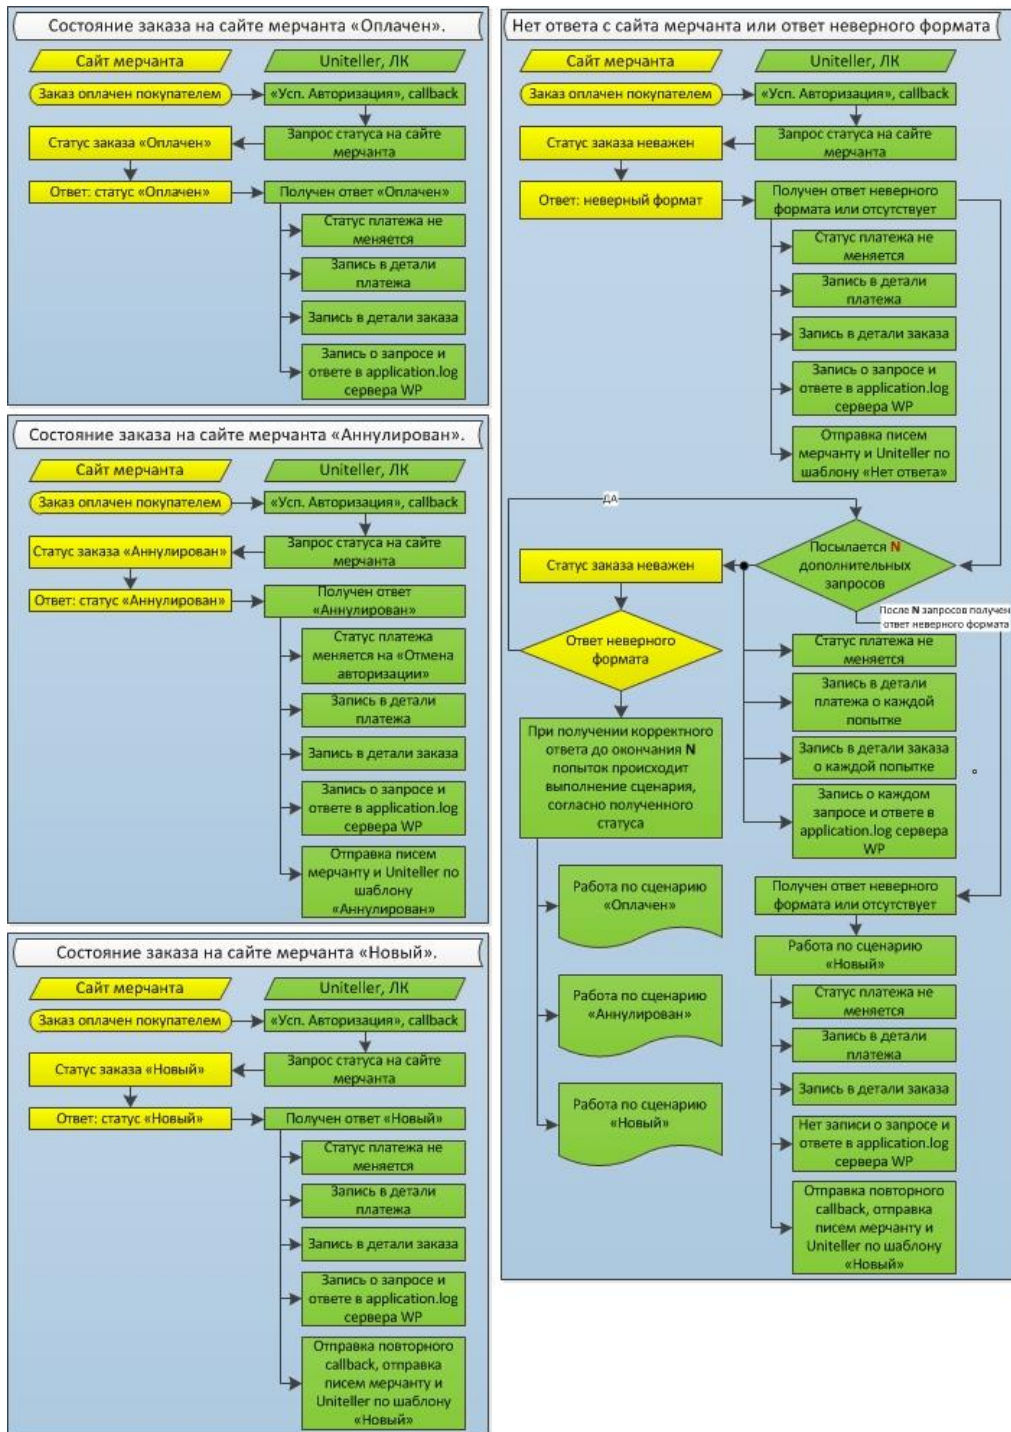 Состояние заказа на сайте мерчанта «Оплачен».
Сайт мерчанта
Uniteller, ЛК
Заказ оплачен покупателем
«Усп. Авторизация», callback
Статус заказа «Оплачен»
Запрос статуса на сайте
мерчанта
Ответ: статус «Оплачен»
Получен ответ «Оплачен»
Статус платежа не
меняется
Запись в детали
платежа
Запись в детали заказа
Запись о запросе и
ответе в application.log
сервера WP
Состояние заказа на сайте мерчанта «Аннулирован».
Сайт мерчанта
Uniteller, ЛК
Заказ оплачен покупателем
«Усп. Авторизация», callback
Статус заказа «Аннулирован»
Запрос статуса на сайте
мерчанта
Ответ: статус «Аннулирован»
Получен ответ
«Аннулирован»
Статус платежа
меняется на «Отмена
авторизации»
Запись в детали
платежа
Запись в детали заказа
Запись о запросе и
ответе в application.log
сервера WP
Отправка писем
мерчанту и Uniteller по
шаблону
«Аннулирован»
Состояние заказа на сайте мерчанта «Новый».
Сайт мерчанта
Uniteller, ЛК
Заказ оплачен покупателем
«Усп. Авторизация», callback
Статус заказа «Новый»
Запрос статуса на сайте
мерчанта
Ответ: статус «Новый»
Получен ответ «Новый»
Статус платежа не
меняется
Запись в детали
платежа
Запись в детали заказа
Запись о запросе и
ответе в application.log
сервера WP
Отправка повторного
callback, отправка
писем мерчанту и
Uniteller по шаблону
«Новый»
Нет ответа с сайта мерчанта или ответ неверного формата
Сайт мерчанта
Uniteller, ЛК
Заказ оплачен покупателем
«Усп. Авторизация», callback
Статус заказа неважен
Запрос статуса на сайте
мерчанта
Ответ: неверный формат
Получен ответ неверного
формата или отсутствует
Статус платежа не
меняется
Запись в детали
платежа
Запись в детали заказа
Запись о запросе и
ответе в application.log
сервера WP
Отправка писем
мерчанту и Uniteller по
шаблону «Нет ответа»
ДА
Посылается N
дополнительных
запросов
Статус заказа неважен
После N запросов получен
ответ неверного формата
Ответ неверного
формата
Статус платежа не
меняется
Запись в детали
платежа о каждой
попытке
Запись в детали заказа
о каждой попытке
Запись о каждом
запросе и ответе в
application.log сервера
WP
При получении корректного
ответа до окончания N
попыток происходит
выполнение сценария,
согласно полученного
статуса
Работа по сценарию
«Оплачен»
Работа по сценарию
«Аннулирован»
Работа по сценарию
«Новый»
Получен ответ неверного
формата или отсутствует
Работа по сценарию
«Новый»
Статус платежа не
меняется
Запись в детали
платежа
Запись в детали заказа
Нет записи о запросе и
ответе в application.log
сервера WP
Отправка повторного
callback, отправка
писем мерчанту и
Uniteller по шаблону
«Новый»